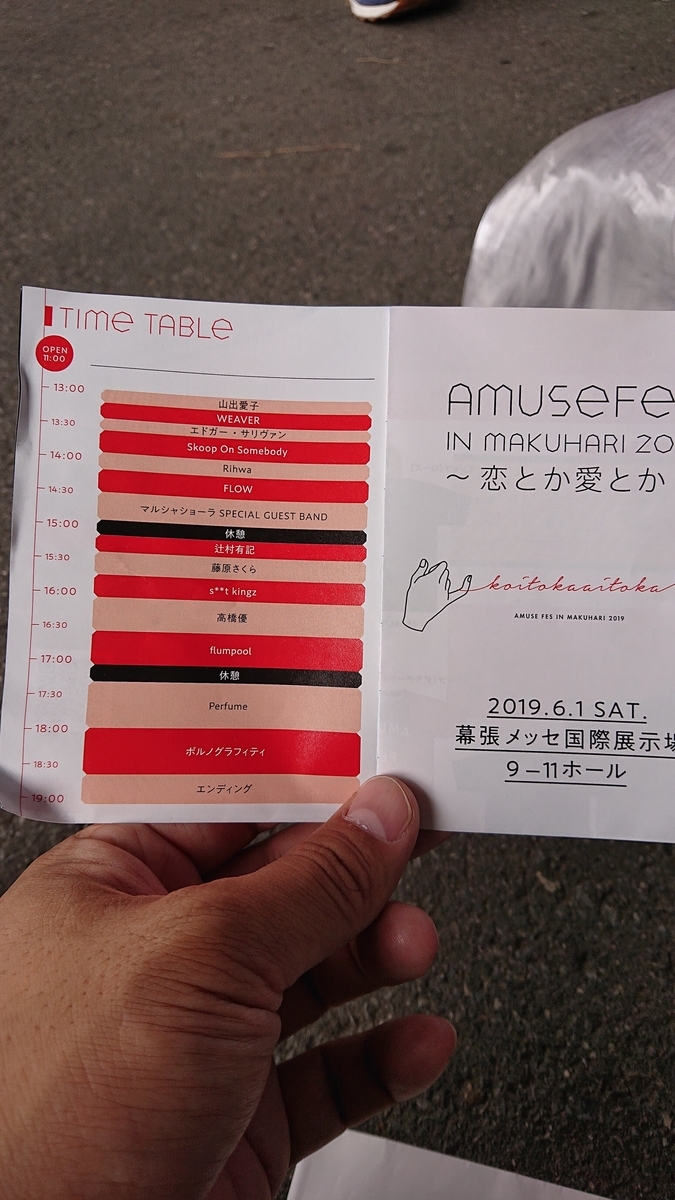 TIME TABLE
OPEN
11:00
13:00
山出愛子
WEAVER
13:30
エドガー・サリヴァン
Skoop On Somebody
14:00
Rihwa
14:30
FLOW
マルシャショーラ SPECIAL GUEST BAND
15:00
休憩
辻村有記
15:30
藤原さくら
16:00
s**t kingz
高橋優
16:30
flumpool
17:00
休憩
17:30
Perfume
18:00
ポルノグラフィティ
18:30
エンディング
19:00
AMUSEFE
IN MAKUHARI 20
～恋とか愛とか
koitokaaitoka
AMUSE FES IN MAKUHARI 2019
2019.6.1 SAT.
幕張メッセ国際展示場
9–11ホール